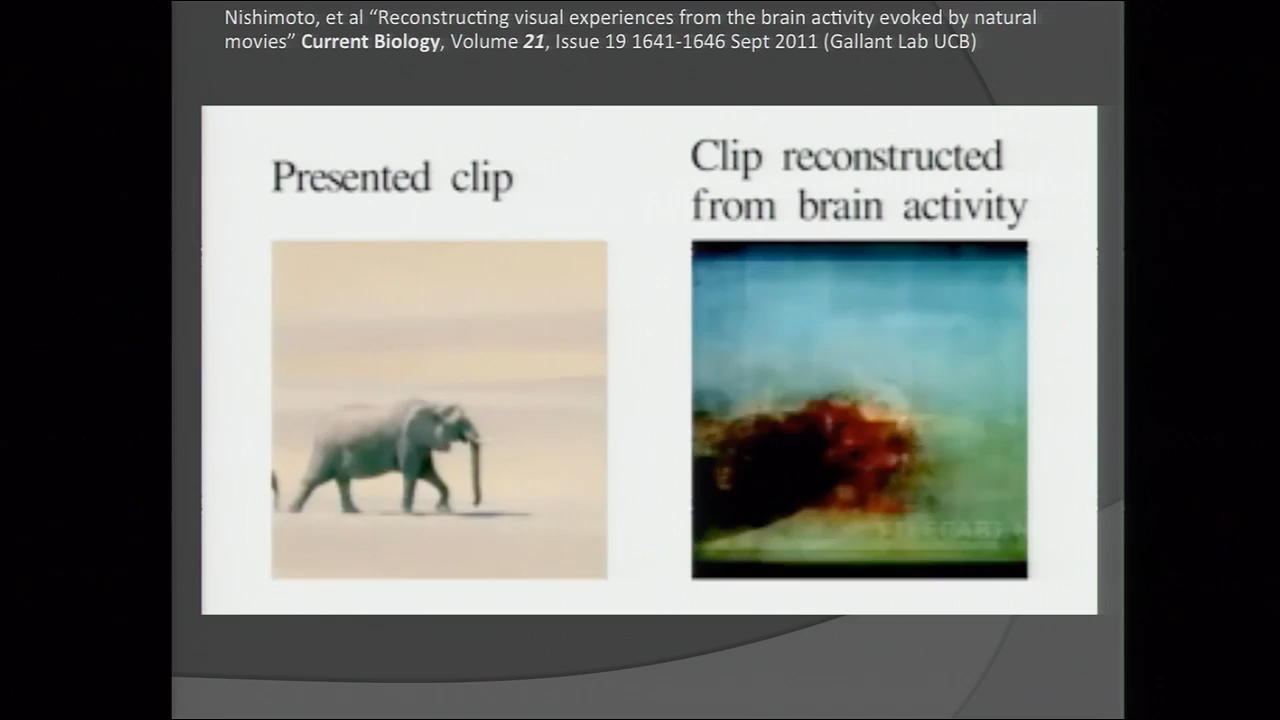 Nishimoto, et al “Reconstructing visual experiences from the brain activity evoked by natural
movies” Current Biology, Volume 21, Issue 19 1641-1646 Sept 2011 (Gallant Lab UCB)
Presented clip
Clip reconstructed
from brain activity